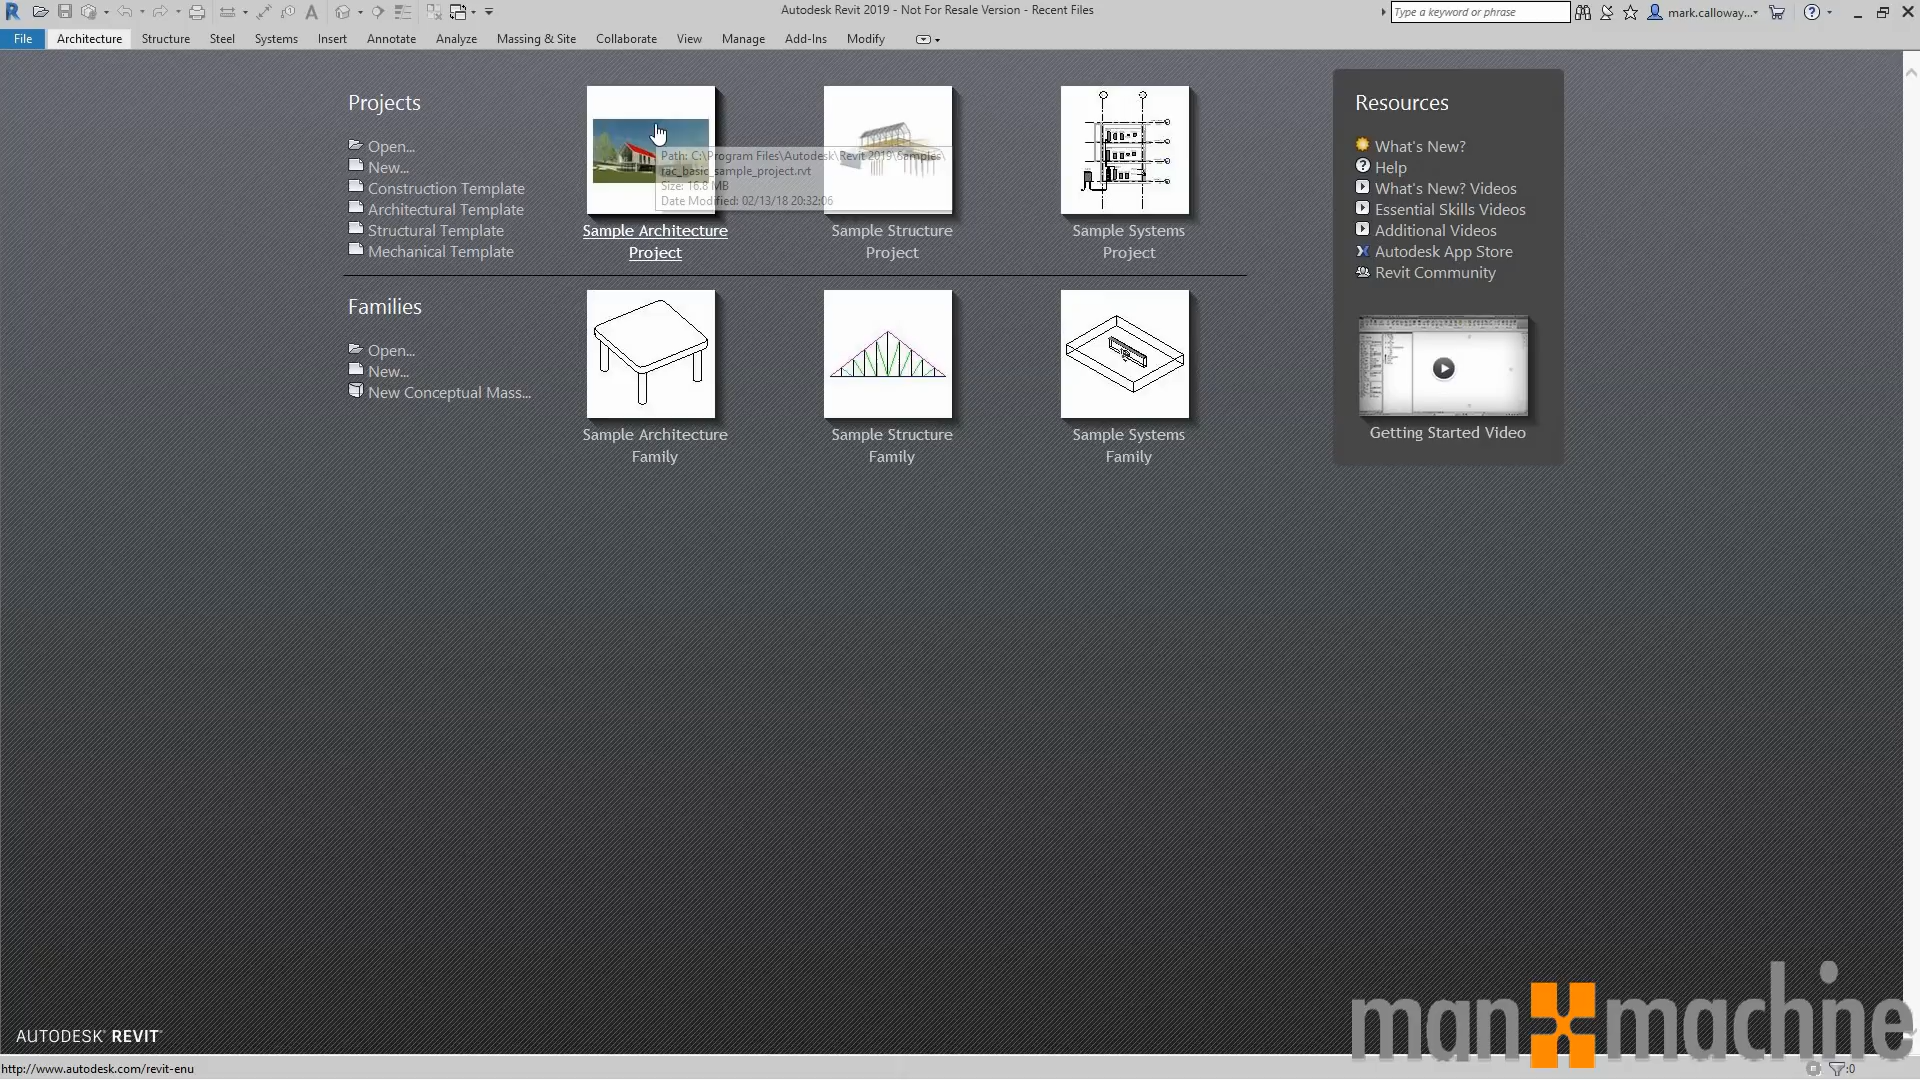 Autodesk Revit 2019 - Not For Resale Version - Recent Files
Type a keyword or phrase
mark.calloway...
File
Architecture
Structure
Steel
Systems
Insert
Annotate
Analyze
Massing & Site
Collaborate
View
Manage
Add-Ins
Modify
Projects
Open...
New...
Construction Template
Architectural Template
Structural Template
Mechanical Template
Path: C:\Program Files\Autodesk\Revit 2019\Samples\
rac_basic_sample_project.rvt
Size: 16.8 MB
Date Modified: 02/13/18 20:32:06
Sample Architecture
Project
Sample Structure
Project
Sample Systems
Project
Families
Open...
New...
New Conceptual Mass...
Sample Architecture
Family
Sample Structure
Family
Sample Systems
Family
Resources
What's New?
Help
What's New? Videos
Essential Skills Videos
Additional Videos
Autodesk App Store
Revit Community
Getting Started Video
AUTODESK® REVIT®
man machine
http://www.autodesk.com/revit-enu
:0